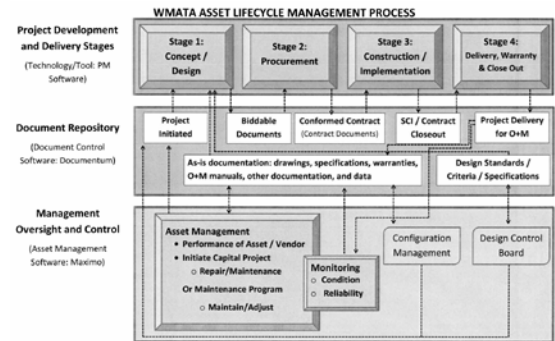 WMATA ASSET LIFECYCLE MANAGEMENT PROCESS
Project Development
and Delivery Stages
(Technology/Tool: PM
Software)
Stage 1:
Concept /
Design
Stage 2:
Procurement
Stage 3:
Construction /
Implementation
Stage 4:
Delivery, Warranty
& Close Out
Document Repository
(Document Control
Software: Documentum)
Project
Initiated
Biddable
Documents
Conformed Contract
(Contract Documents)
SCI / Contract
Closeout
Project Delivery
for O+M
As-is documentation: drawings, specifications, warranties,
O+M manuals, other documentation, and data
Design Standards /
Criteria / Specifications
Management
Oversight and Control
(Asset Management
Software: Maximo)
Asset Management
• Performance of Asset / Vendor
• Initiate Capital Project
o Repair/Maintenance
Or Maintenance Program
o Maintain/Adjust
Monitoring
o Condition
o Reliability
Configuration
Management
Design Control
Board